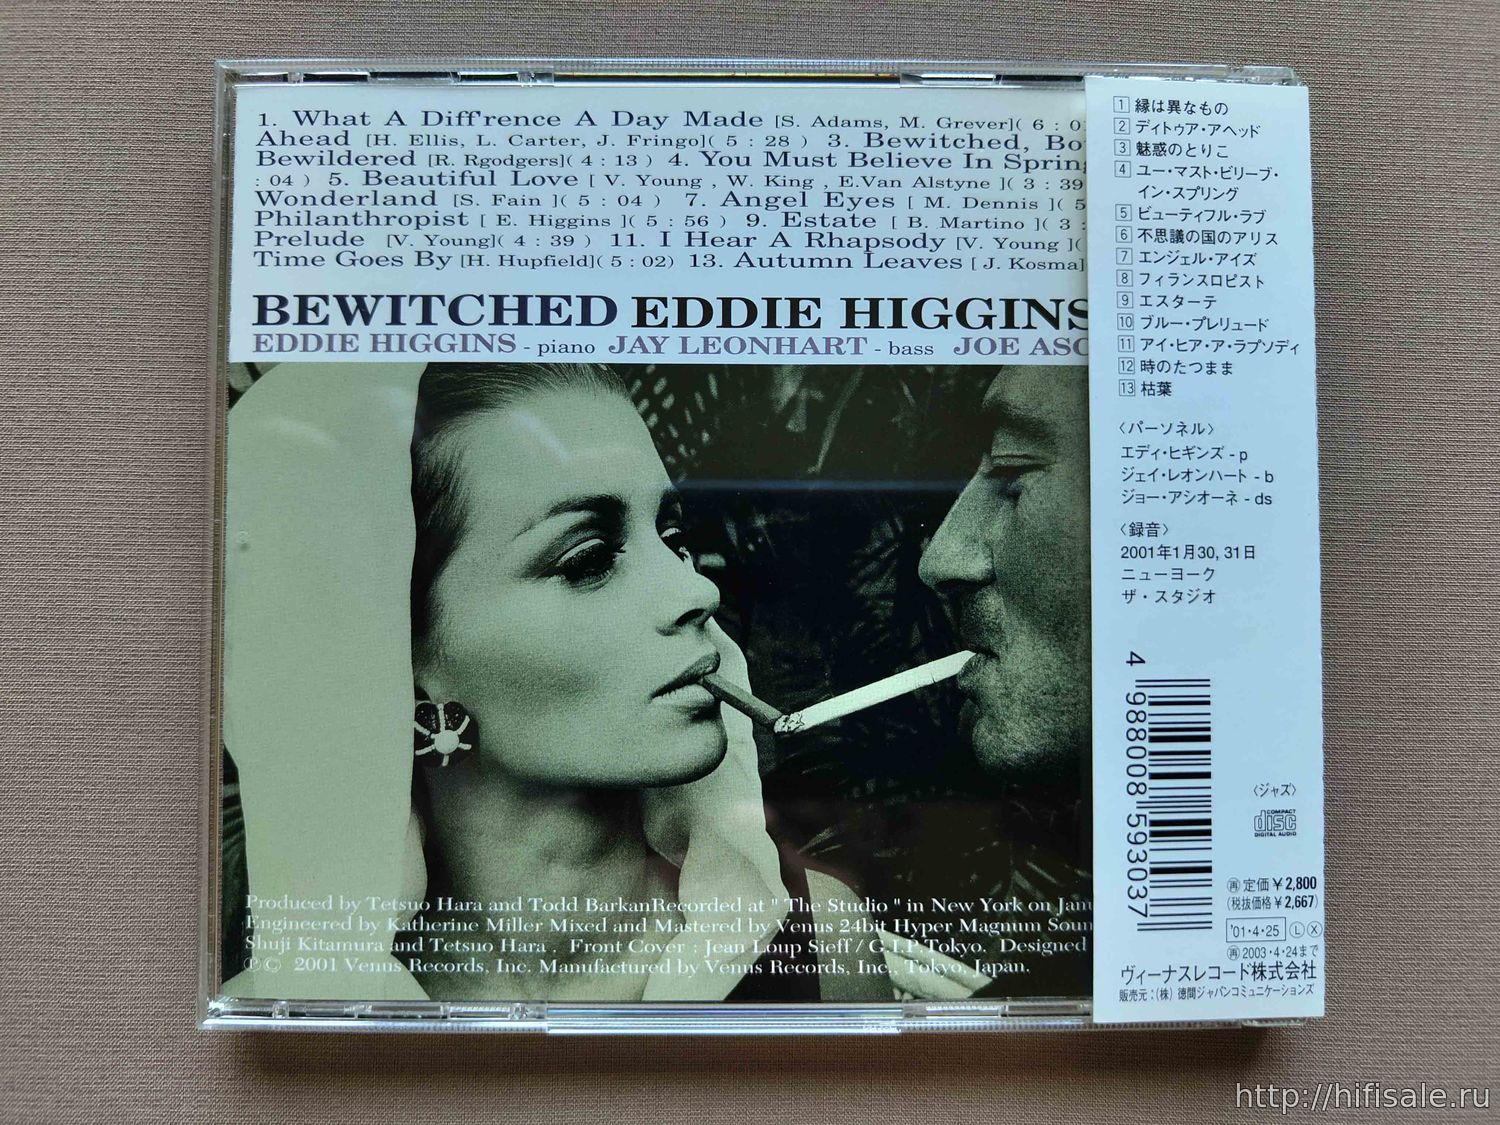 1. What A Diff'rence A Day Made [S. Adams, M. Grever]( 6 :
Ahead [H. Ellis, L. Carter, J. Fringo]( 5 : 28 ) 3. Bewitched,
Bewildered [R. Rgodgers]( 4 : 13 ) 4. You Must Believe In Spring
: 04 ) 5. Beautiful Love [ V. Young , W. King , E.Van Alstyne ]( 3 : 39
Wonderland [S. Fain ]( 5 : 04 ) 7. Angel Eyes [ M. Dennis ]( 5
Philanthropist [ E. Higgins ]( 5 : 56 ) 9. Estate [ B. Martino ]( 3 :
Prelude [V. Young]( 4 : 39 ) 11. I Hear A Rhapsody [V. Young ](
Time Goes By [H. Hupfield]( 5 : 02) 13. Autumn Leaves [ J. Kosma]
BEWITCHED EDDIE HIGGINS
EDDIE HIGGINS - piano JAY LEONHART - bass JOE ASC
Produced by Tetsuo Hara and Todd BarkanRecorded at " The Studio " in New York on Janu
Engineered by Katherine Miller Mixed and Mastered by Venus 24bit Hyper Magnum Soun
Shuji Kitamura and Tetsuo Hara . Front Cover : Jean Loup Sieff / G.I.P.Tokyo. Designed
℗© 2001 Venus Records, Inc. Manufactured by Venus Records, Inc., Tokyo, Japan.
1 縁は異なもの
2 ディトゥア・アヘッド
3 魅惑のとりこ
4 ユー・マスト・ビリーブ・
イン・スプリング
5 ビューティフル・ラブ
6 不思議の国のアリス
7 エンジェル・アイズ
8 フィランスロピスト
9 エスターテ
10 ブルー・プレリュード
11 アイ・ヒア・ア・ラプソディ
12 時のたつまま
13 枯葉
〈パーソネル〉
エディ・ヒギンズ - p
ジェイ・レオンハート - b
ジョー・アシオーネ - ds
〈録音〉
2001年1月30, 31日
ニューヨーク
ザ・スタジオ
4 988008 593037
〈ジャズ〉
COMPACT
disc
DIGITAL AUDIO
再 定価￥2,800
(税抜価格￥2,667)
'01・4・25 Ⓛ Ⓧ
再 2003・4・24まで
ヴィーナスレコード株式会社
販売元：(株) 徳間ジャパンコミュニケーションズ
http://hifisale.ru